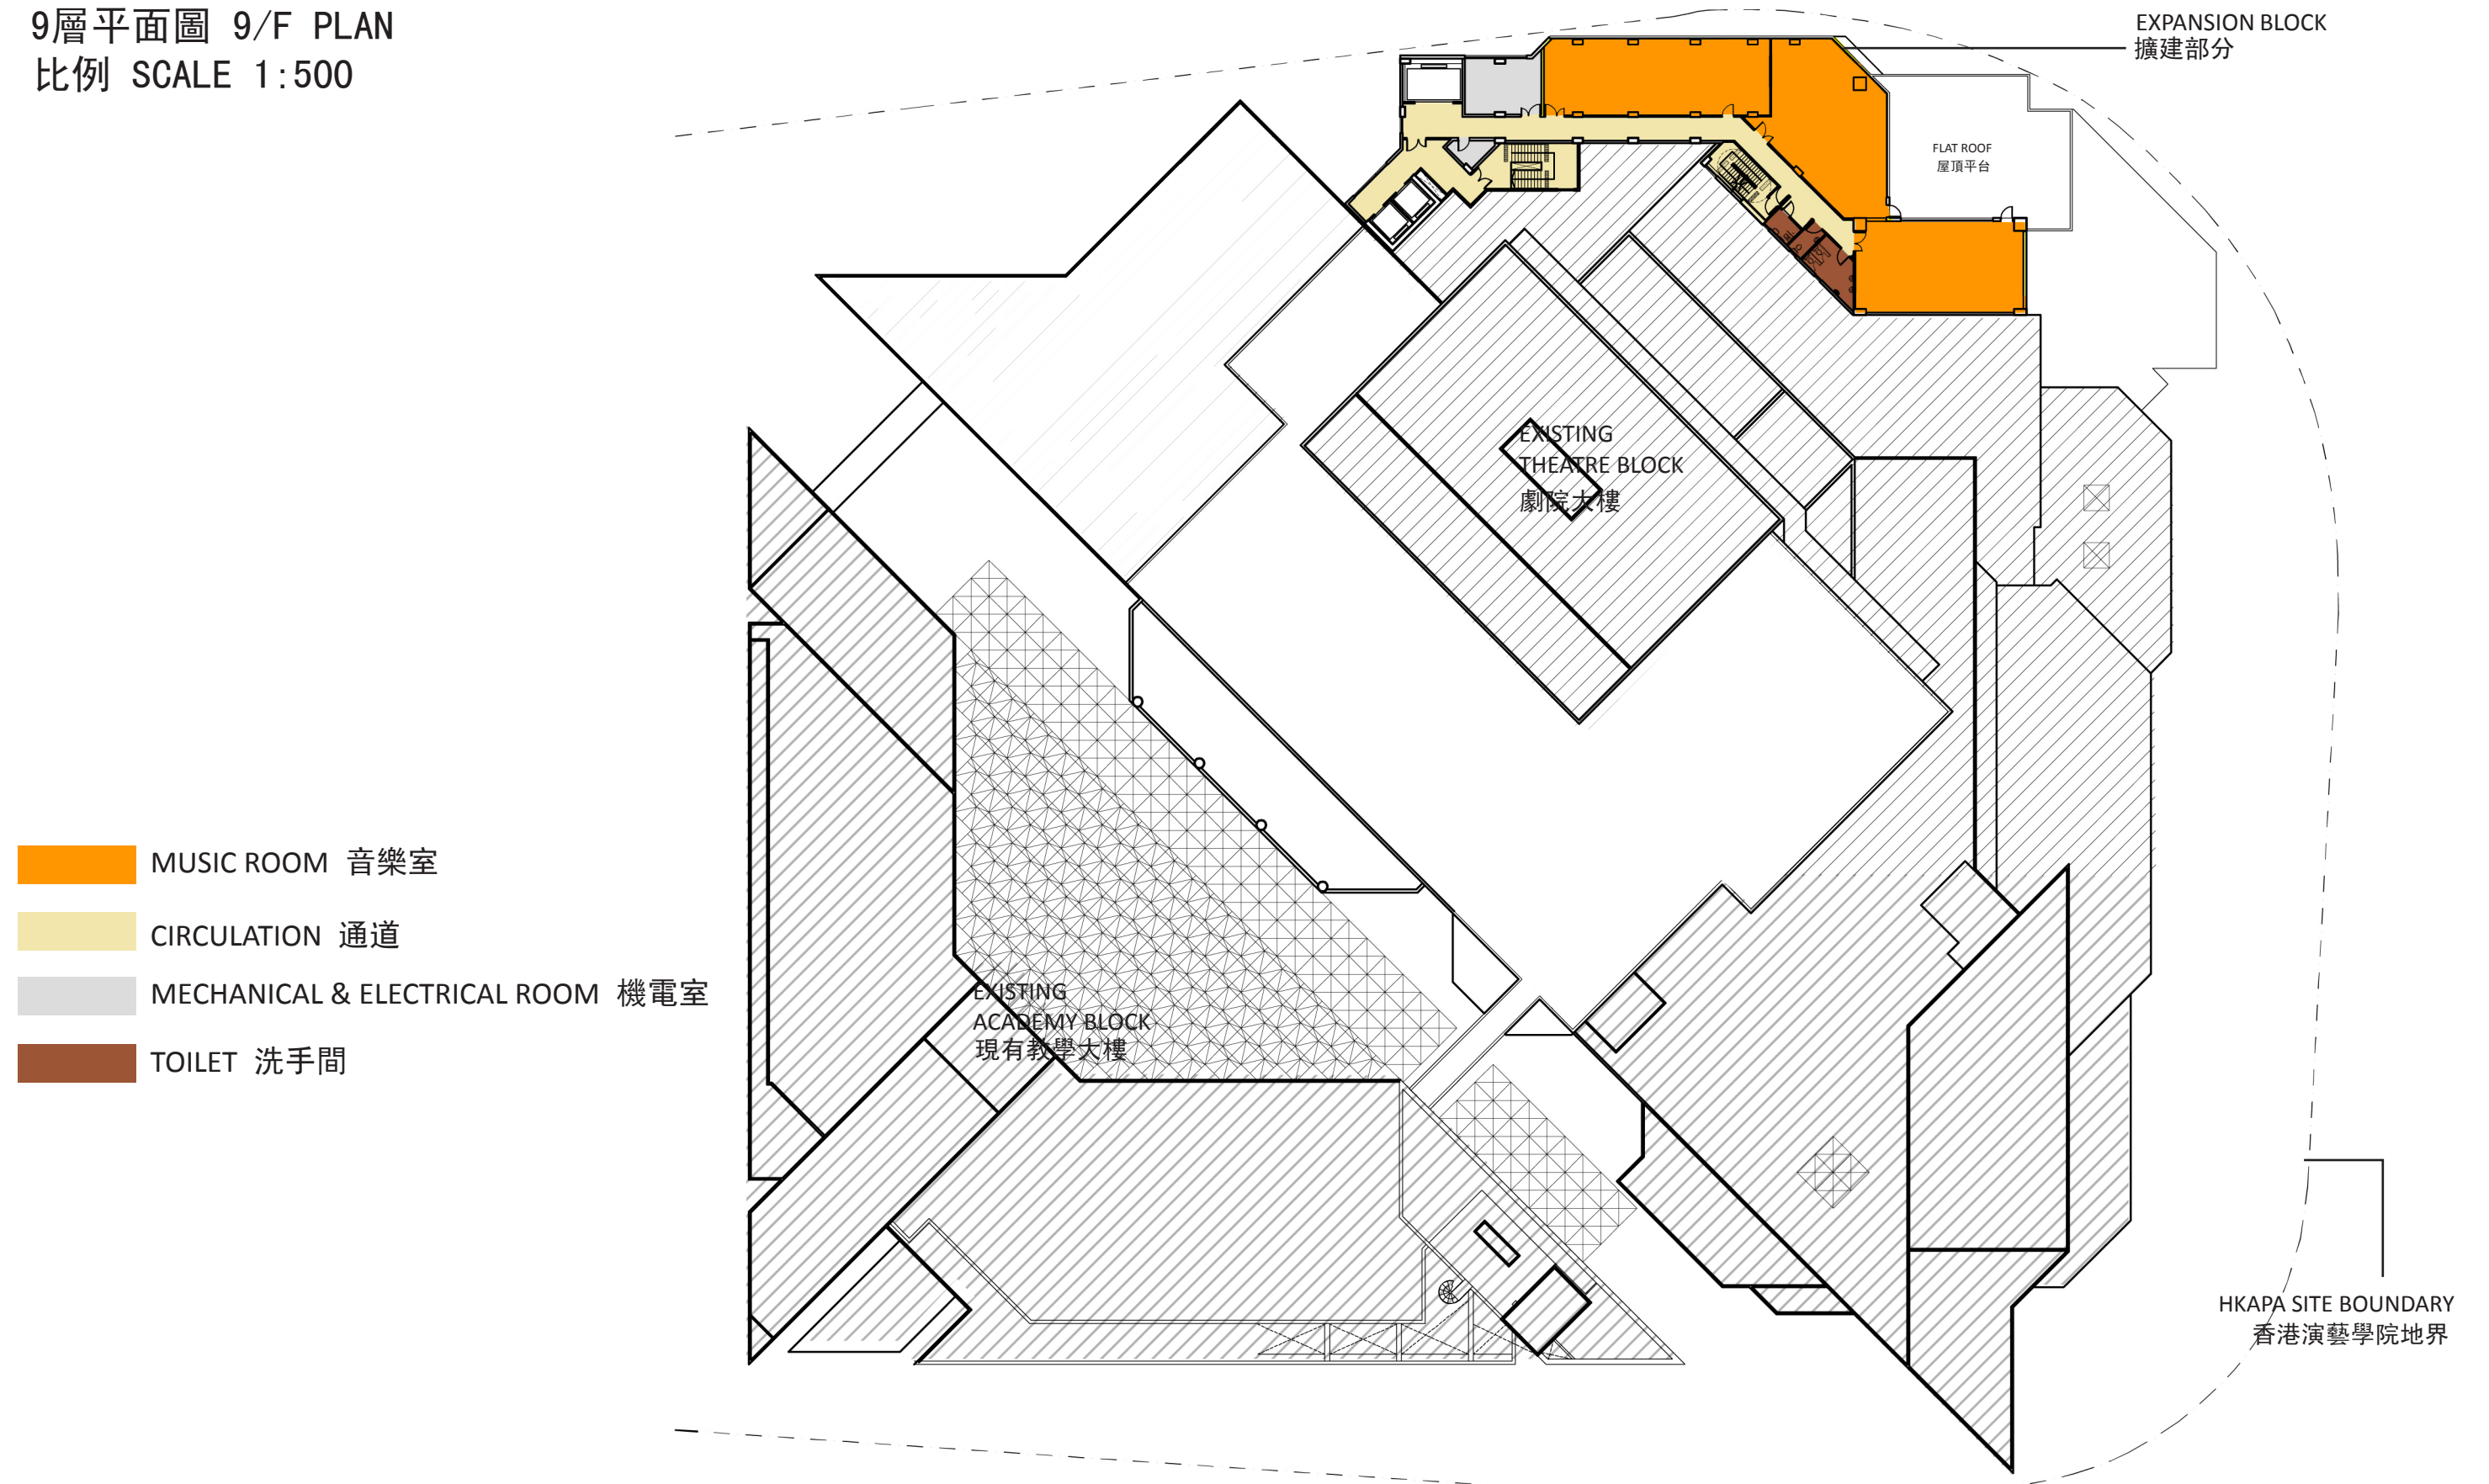 9層平面圖 9/F PLAN
比例 SCALE 1:500
EXPANSION BLOCK
擴建部分
FLAT ROOF
屋頂平台
EXISTING
THEATRE BLOCK
劇院大樓
MUSIC ROOM 音樂室
CIRCULATION 通道
MECHANICAL & ELECTRICAL ROOM 機電室
TOILET 洗手間
EXISTING
ACADEMY BLOCK
現有教學大樓
HKAPA SITE BOUNDARY
香港演藝學院地界